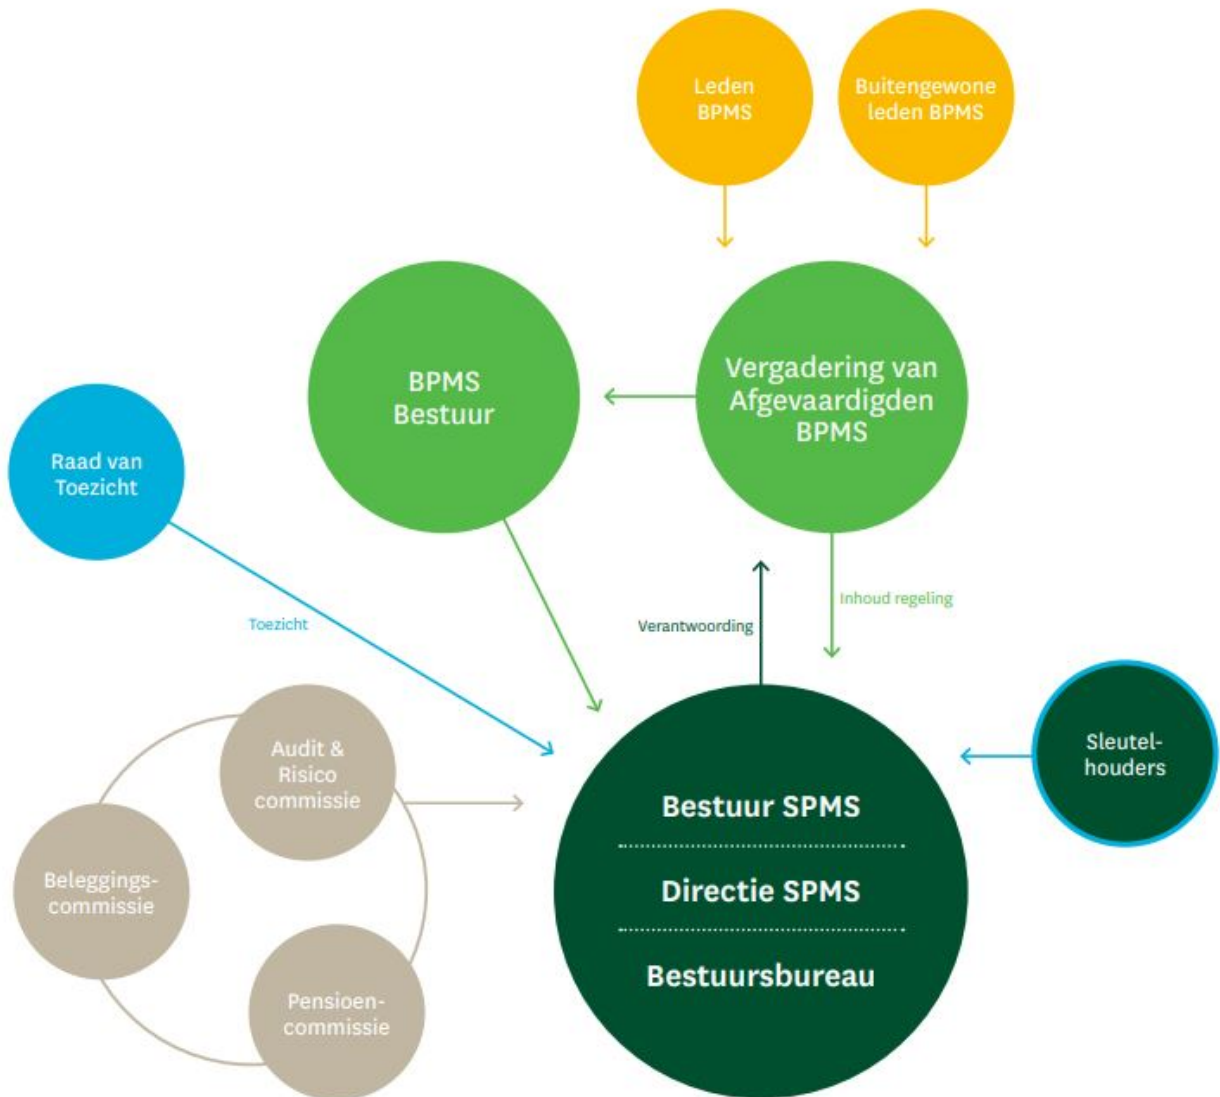 Leden
BPMS
Buitengewone
leden BPMS
BPMS
Bestuur
Vergadering van
Afgevaardigden
BPMS
Raad van
Toezicht
Toezicht
Verantwoording
Inhoud regeling
Audit &
Risico
commissie
Beleggings-
commissie
Pensioen-
commissie
Bestuur SPMS
Directie SPMS
Bestuursbureau
Sleutel-
houders